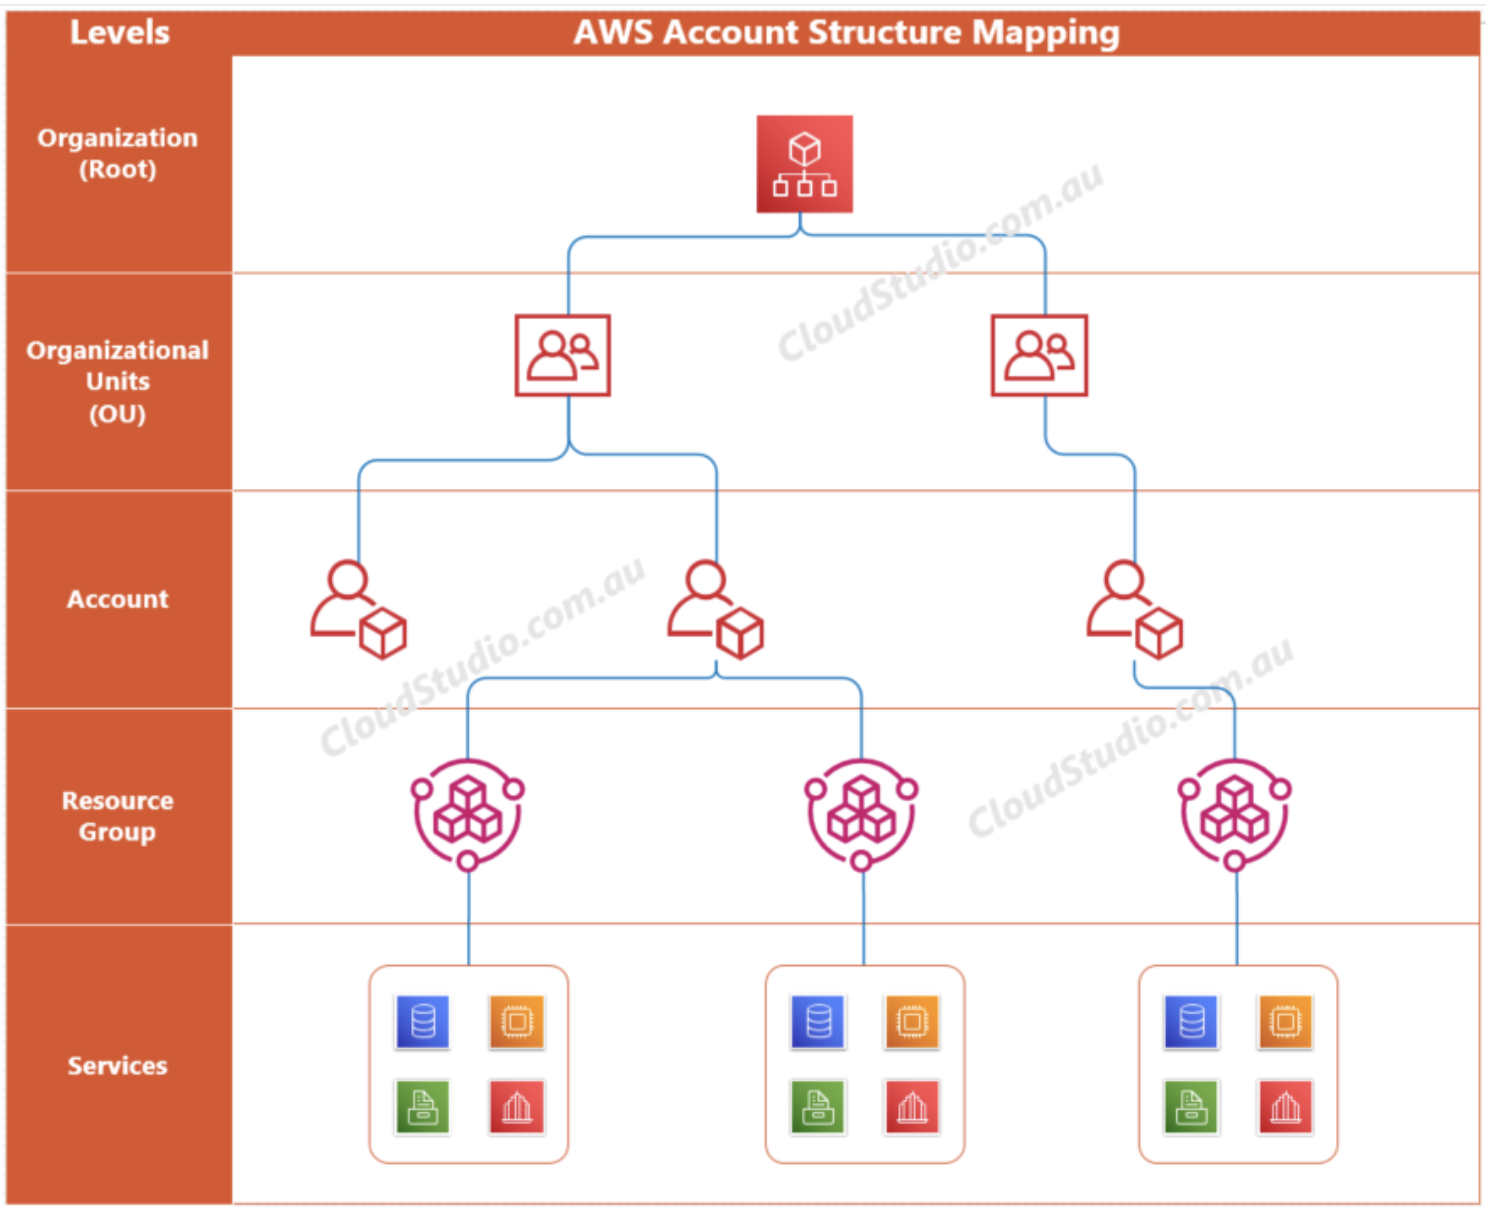 Levels
AWS Account Structure Mapping
Organization
(Root)
CloudStudio.com.au
Organizational
Units
(OU)
Account
CloudStudio.com.au
CloudStudio.com.au
Resource
Group
Services